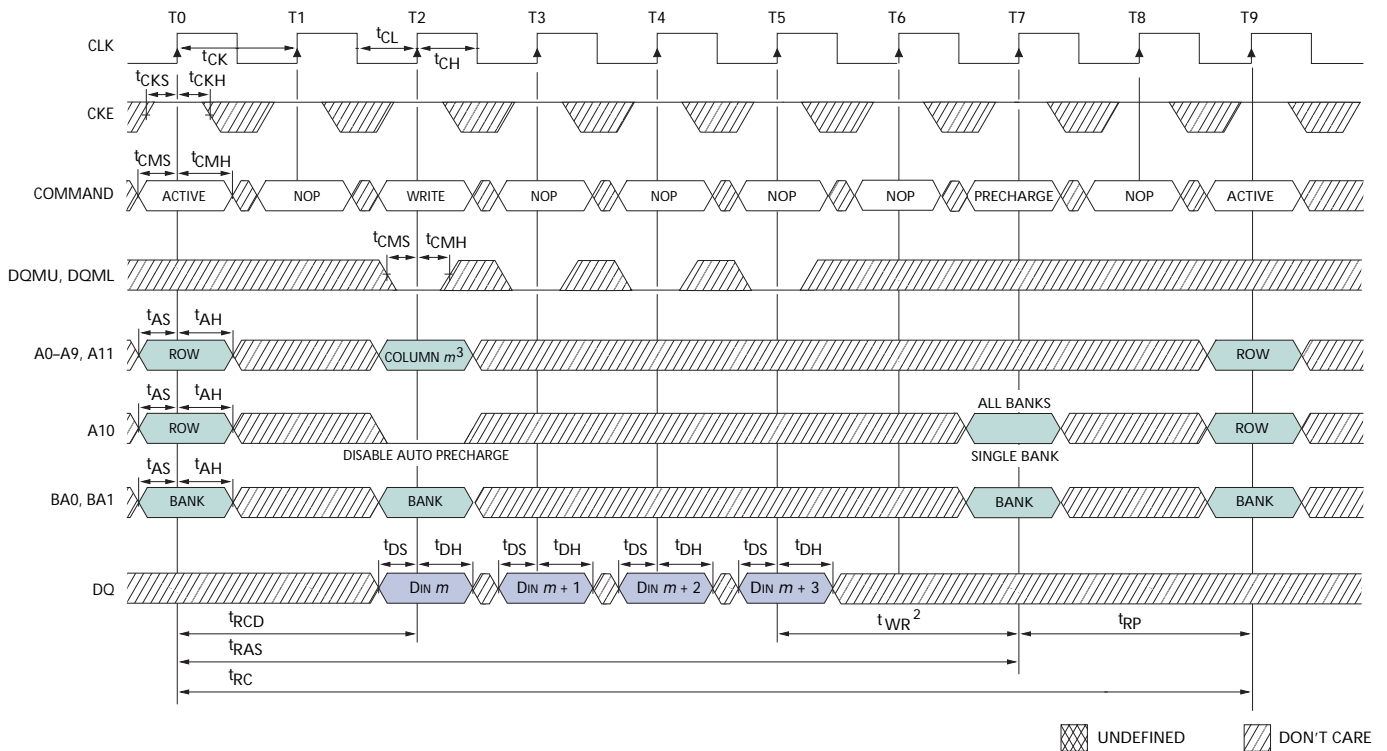 T0 T1 T2 T3 T4 T5 T6 T7 T8 T9
CLK
tCK
tCL
tCH
tCKS tCKH
CKE
tCMS tCMH
COMMAND
ACTIVE NOP WRITE NOP NOP NOP NOP PRECHARGE NOP ACTIVE
tCMS tCMH
DQMU, DQML
tAS tAH
A0–A9, A11
ROW COLUMN m3 ROW
tAS tAH
ALL BANKS
A10
ROW ROW
DISABLE AUTO PRECHARGE
SINGLE BANK
tAS tAH
BA0, BA1
BANK BANK BANK BANK
tDS tDH tDS tDH tDS tDH tDS tDH
DQ
DIN m DIN m + 1 DIN m + 2 DIN m + 3
tRCD
tWR2
tRP
tRAS
tRC
UNDEFINED
DON'T CARE